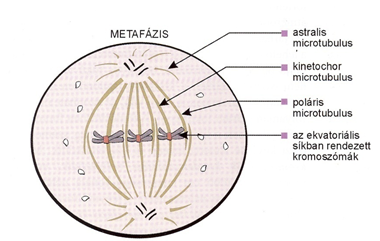 METAFÁZIS
astralis
microtubulus
kinetochor
microtubulus
poláris
microtubulus
az ekvatoriális
síkban rendezett
kromoszómák